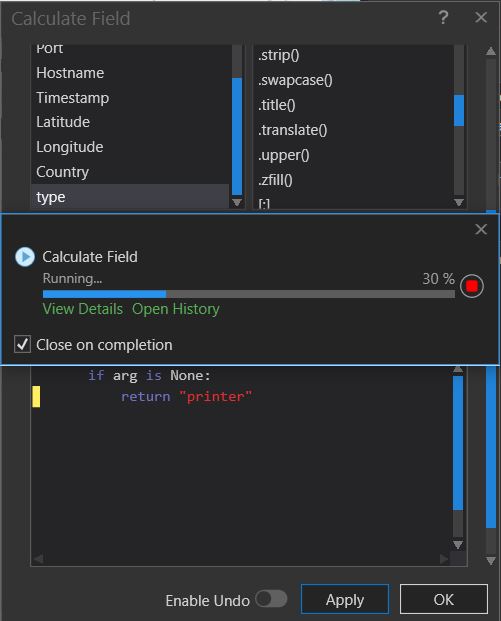 Calculate Field
?
Port
Hostname
Timestamp
Latitude
Longitude
Country
type
.strip()
.swapcase()
.title()
.translate()
.upper()
.zfill()
[:]
Calculate Field
Running...
30 %
View Details Open History
Close on completion
if arg is None:
return "printer"
Enable Undo
Apply
OK